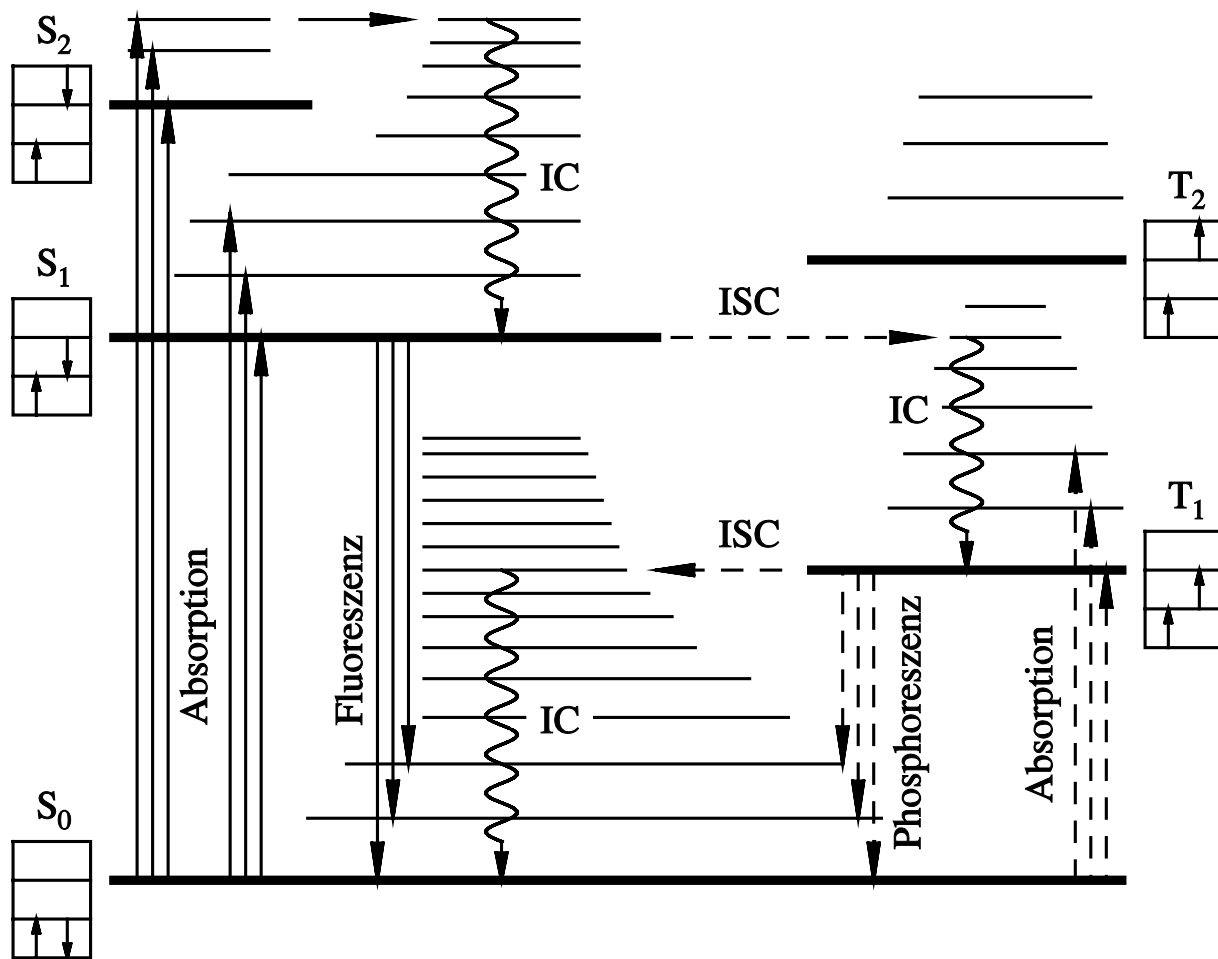 S₂
IC
T₂
S₁
ISC
IC
T₁
ISC
Absorption
Fluoreszenz
IC
Phosphoreszenz
Absorption
S₀